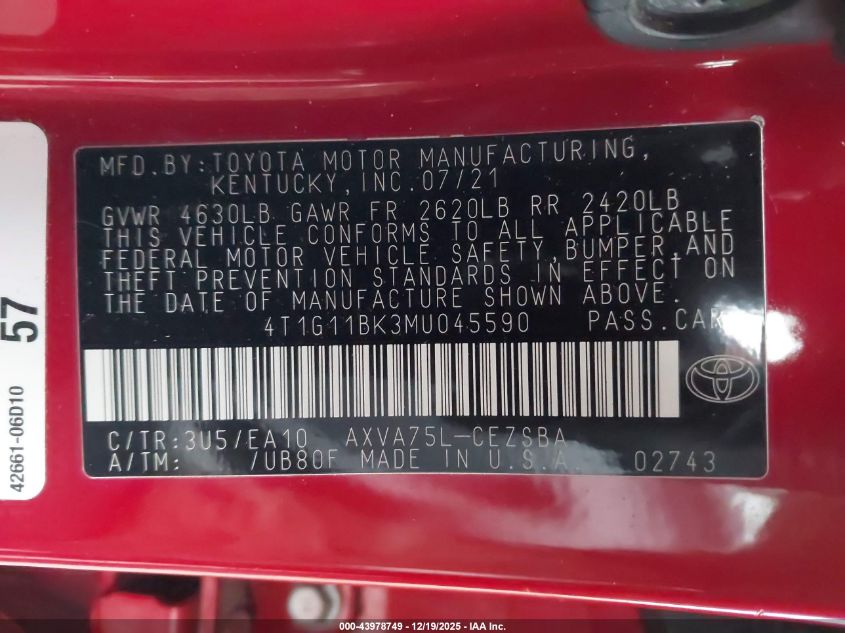 MFD.BY:TOYOTA MOTOR MANUFACTURING,
KENTUCKY,INC.07/21
GVWR 4630LB GAWR FR 2620LB RR 2420LB
THIS VEHICLE CONFORMS TO ALL APPLICABLE
FEDERAL MOTOR VEHICLE SAFETY,BUMPER,AND
THEFT PREVENTION STANDARDS IN EFFECT ON
THE DATE OF MANUFACTURE SHOWN ABOVE.
4T1G11BK3MU045590 PASS.CAR
C/TR:3U5/EA10 AXVA75L-CEZSBA
A/TM: /UB80F MADE IN U.S.A. 02743
57
42661-06D10
000-43978749 • 12/19/2025 - IAA Inc.